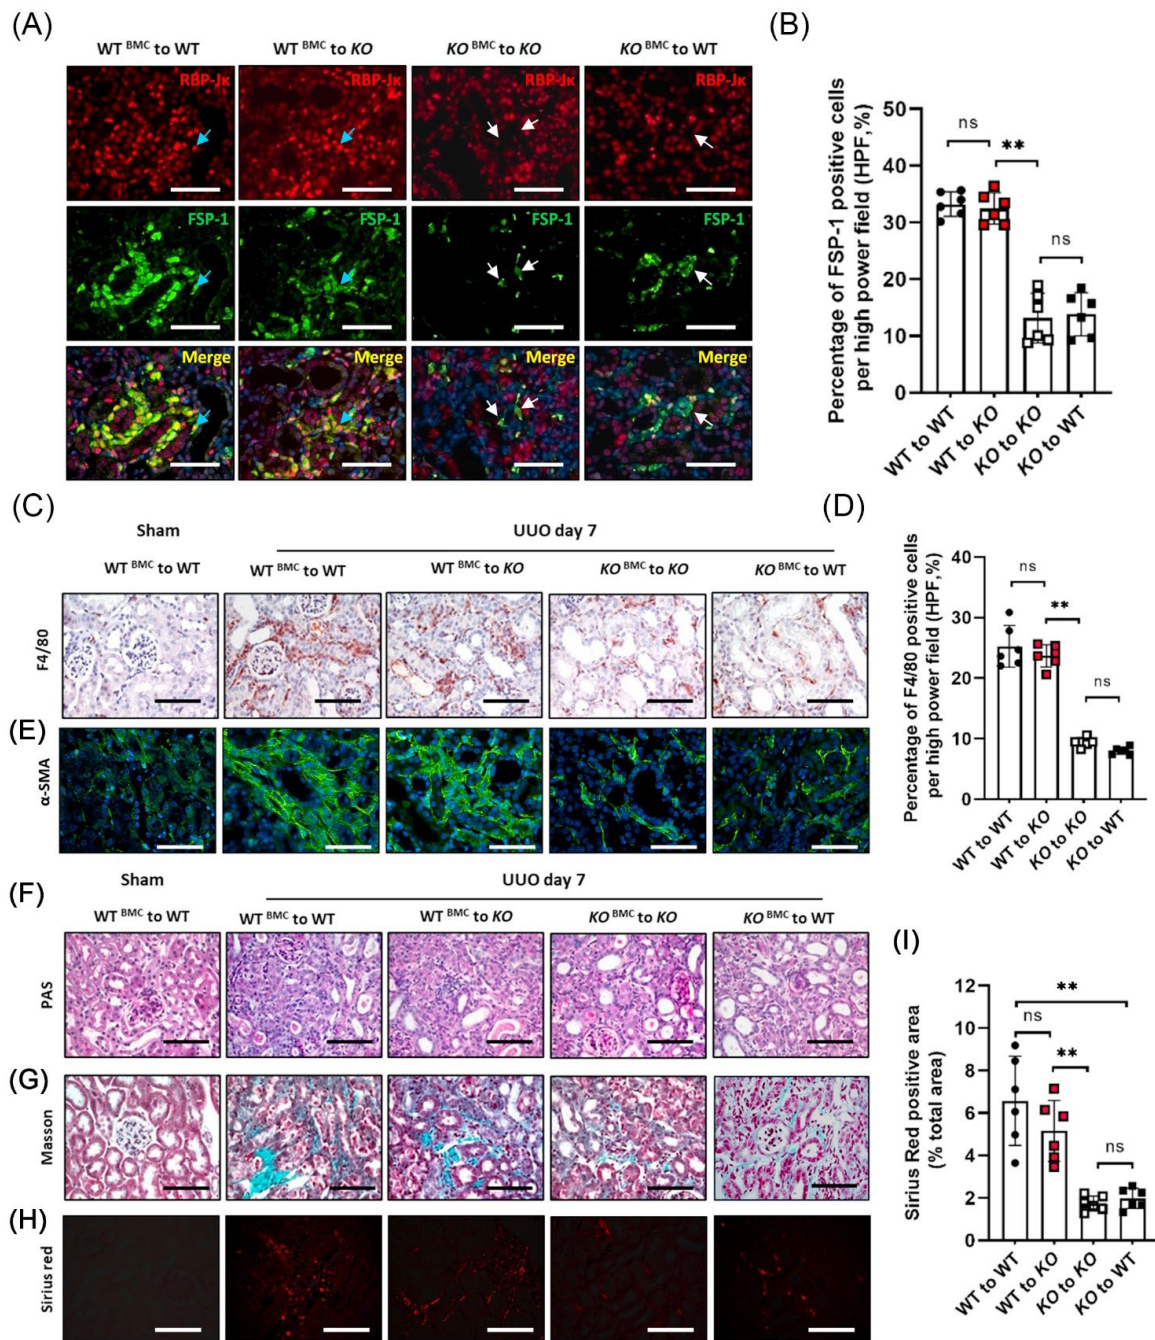 (A)
WT BMC to WT
WT BMC to KO
KO BMC to KO
KO BMC to WT
RBP-Jκ
RBP-Jκ
RBP-Jκ
RBP-Jκ
FSP-1
FSP-1
FSP-1
FSP-1
Merge
Merge
Merge
Merge
(B)
Percentage of FSP-1 positive cells
per high power field (HPF,%)
50
40
30
20
10
0
ns
**
ns
WT to WT
WT to KO
KO to KO
KO to WT
(C)
Sham
UUO day 7
WT BMC to WT
WT BMC to WT
WT BMC to KO
KO BMC to KO
KO BMC to WT
F4/80
(D)
Percentage of F4/80 positive cells
per high power field (HPF,%)
40
30
20
10
0
ns
**
ns
WT to WT
WT to KO
KO to KO
KO to WT
(E)
α-SMA
(F)
Sham
UUO day 7
WT BMC to WT
WT BMC to WT
WT BMC to KO
KO BMC to KO
KO BMC to WT
PAS
(G)
Masson
(H)
Sirius red
(I)
Sirius Red positive area
(% total area)
12
10
8
6
4
2
0
**
ns
**
ns
WT to WT
WT to KO
KO to KO
KO to WT